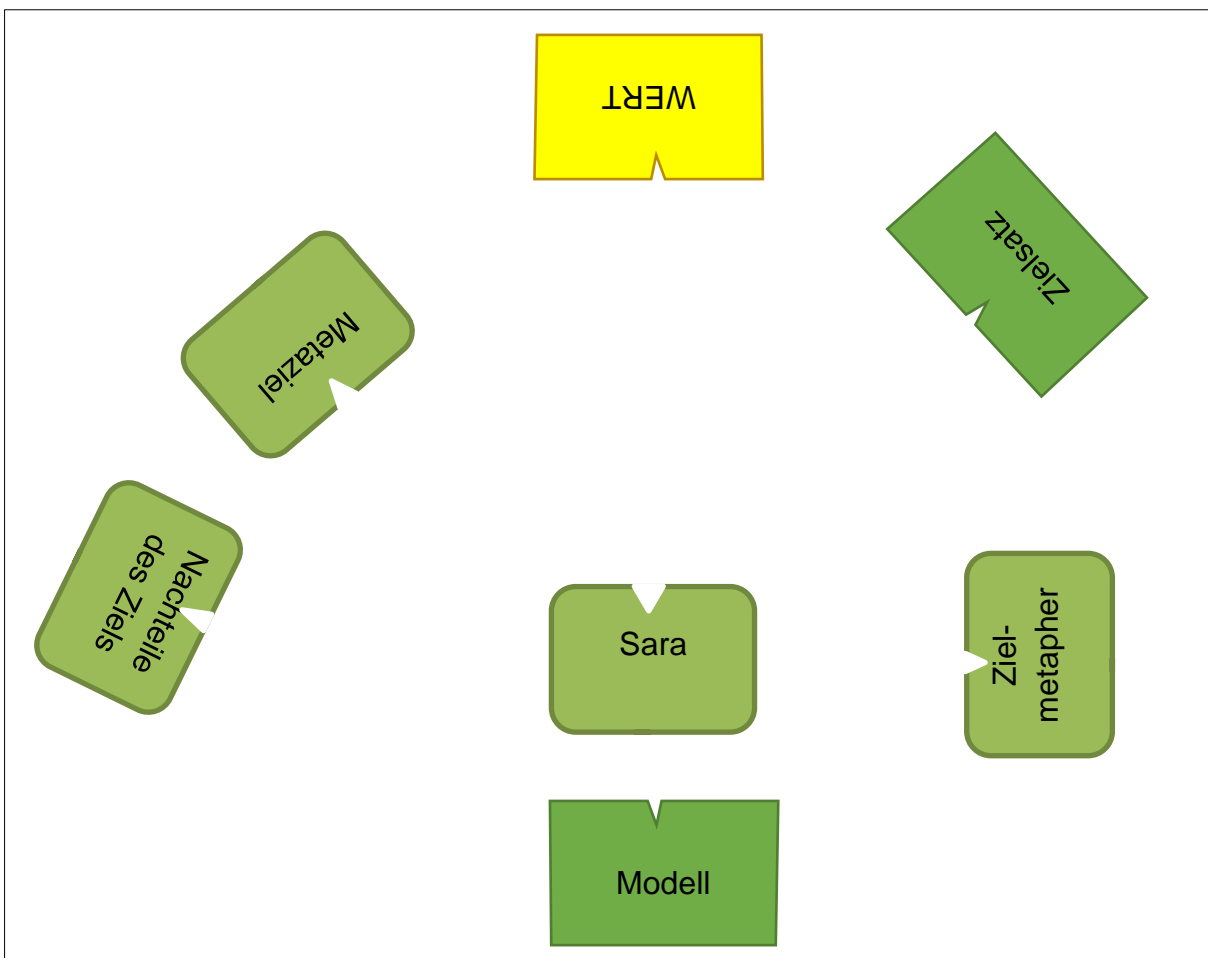 WERT
Zielsatz
Metaziel
Nachteile
des Ziels
Sara
Ziel-
metapher
Modell